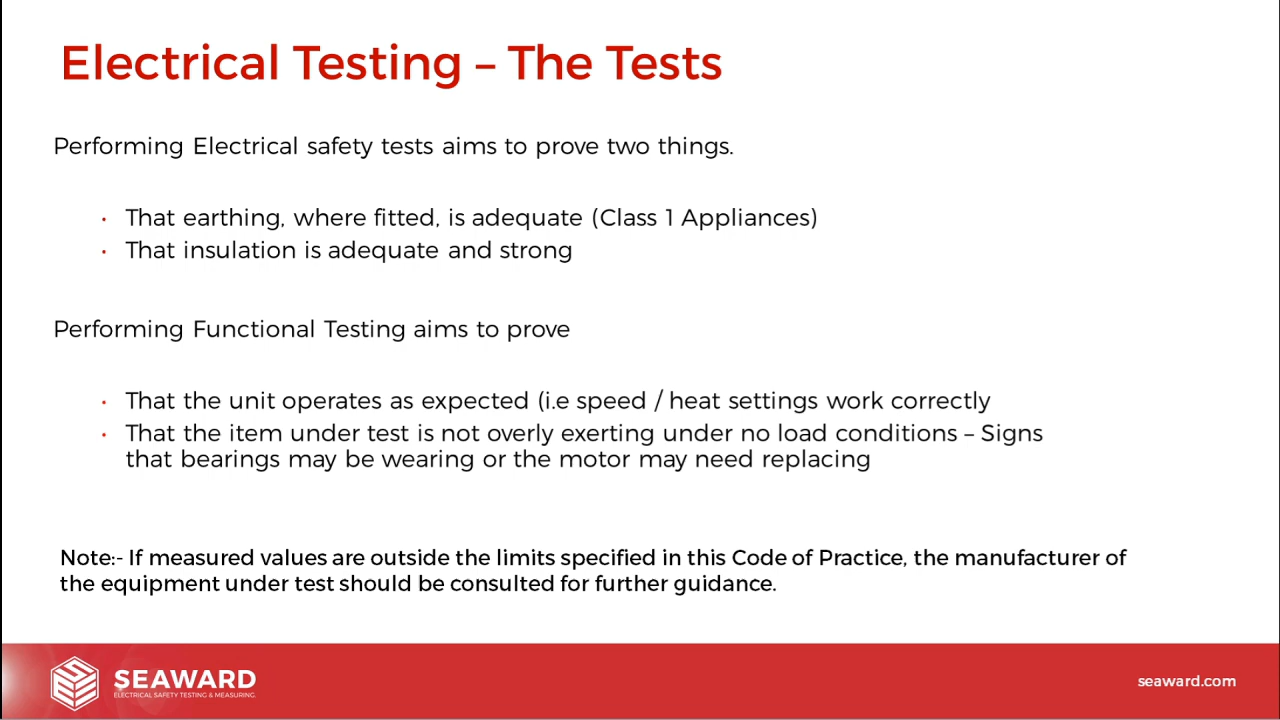 Electrical Testing – The Tests
Performing Electrical safety tests aims to prove two things.
· That earthing, where fitted, is adequate (Class 1 Appliances)
· That insulation is adequate and strong
Performing Functional Testing aims to prove
· That the unit operates as expected (i.e speed / heat settings work correctly
· That the item under test is not overly exerting under no load conditions – Signs
that bearings may be wearing or the motor may need replacing
Note:- If measured values are outside the limits specified in this Code of Practice, the manufacturer of
the equipment under test should be consulted for further guidance.
SEAWARD
ELECTRICAL SAFETY TESTING & MEASURING.
seaward.com